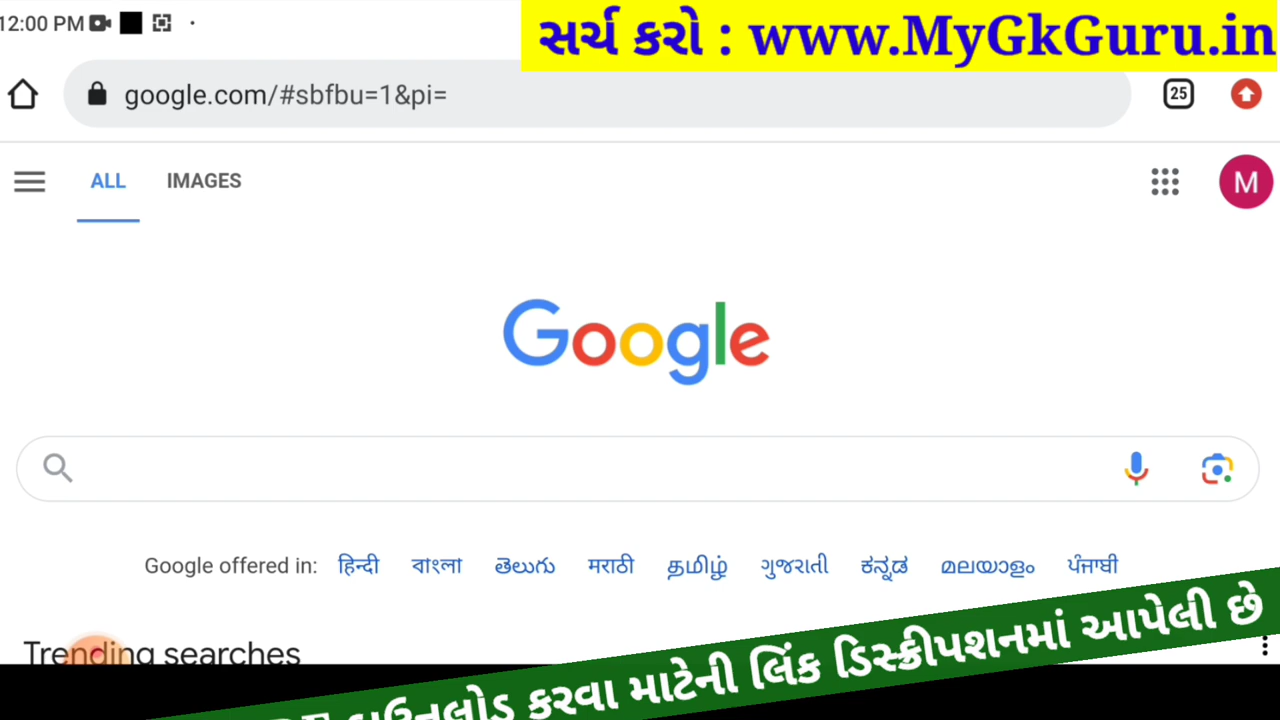 12:00 PM
સર્ચ કરો : www.MyGkGuru.in
google.com/#sbfbu=1&pi=
25
ALL IMAGES
M
Google
Google offered in: हिन्दी বাংলা తెలుగు मराठी தமிழ் ગુજરાતી ಕನ್ನಡ മലയാളം ਪੰਜਾਬੀ
Trending searches
ડાઉનલોડ કરવા માટેની લિંક ડિસ્ક્રીપશનમાં આપેલી છે